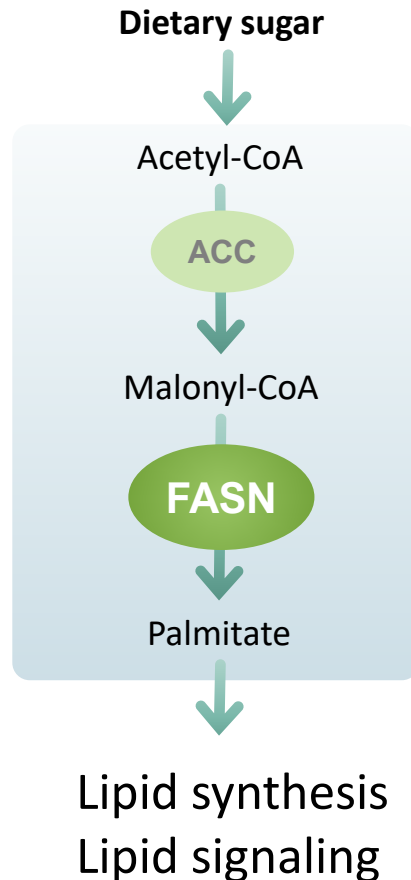 Dietary sugar
Acetyl-CoA
ACC
Malonyl-CoA
FASN
Palmitate
Lipid synthesis
Lipid signaling